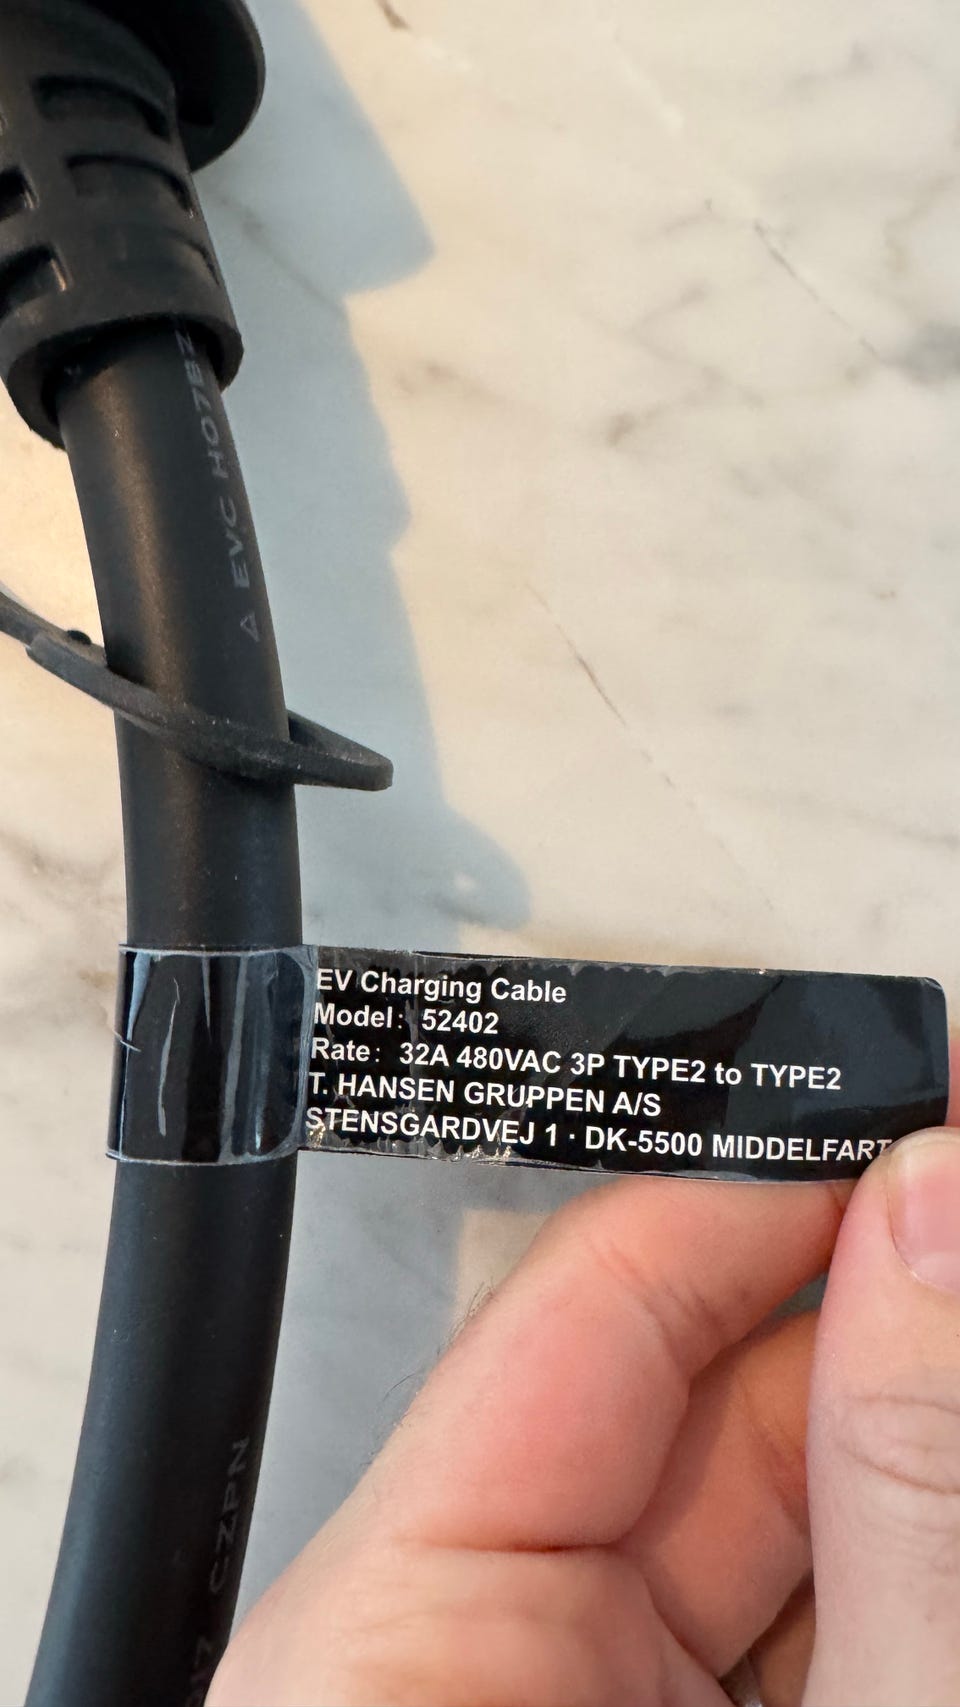 EVC H07BZ
EV Charging Cable
Model: 52402
Rate: 32A 480VAC 3P TYPE2 to TYPE2
T. HANSEN GRUPPEN A/S
STENSGARDVEJ 1 · DK-5500 MIDDELFART
CZPN